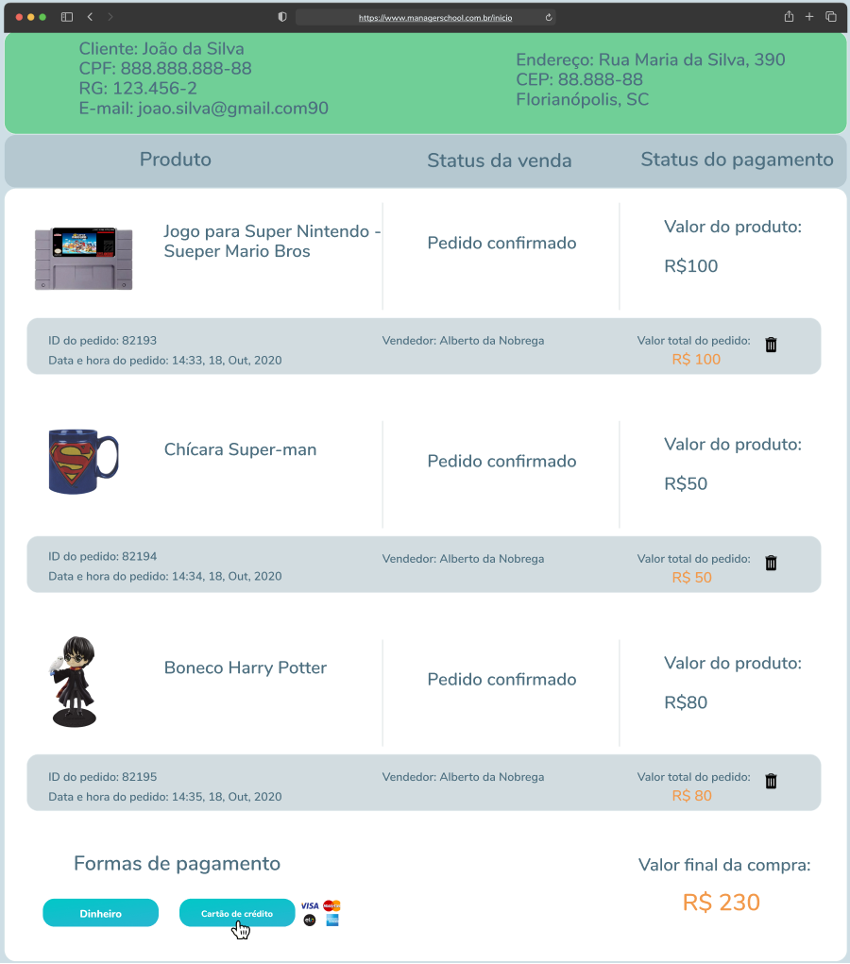 https://www.managerschool.com.br/inicio
Cliente: João da Silva
CPF: 888.888.888-88
RG: 123.456-2
E-mail: joao.silva@gmail.com90
Endereço: Rua Maria da Silva, 390
CEP: 88.888-88
Florianópolis, SC
Produto
Status da venda
Status do pagamento
Jogo para Super Nintendo -
Sueper Mario Bros
Pedido confirmado
Valor do produto:
R$100
ID do pedido: 82193
Data e hora do pedido: 14:33, 18, Out, 2020
Vendedor: Alberto da Nobrega
Valor total do pedido:
R$ 100
Chícara Super-man
Pedido confirmado
Valor do produto:
R$50
ID do pedido: 82194
Data e hora do pedido: 14:34, 18, Out, 2020
Vendedor: Alberto da Nobrega
Valor total do pedido:
R$ 50
Boneco Harry Potter
Pedido confirmado
Valor do produto:
R$80
ID do pedido: 82195
Data e hora do pedido: 14:35, 18, Out, 2020
Vendedor: Alberto da Nobrega
Valor total do pedido:
R$ 80
Formas de pagamento
Dinheiro
Cartão de crédito
VISA
elo
Valor final da compra:
R$ 230